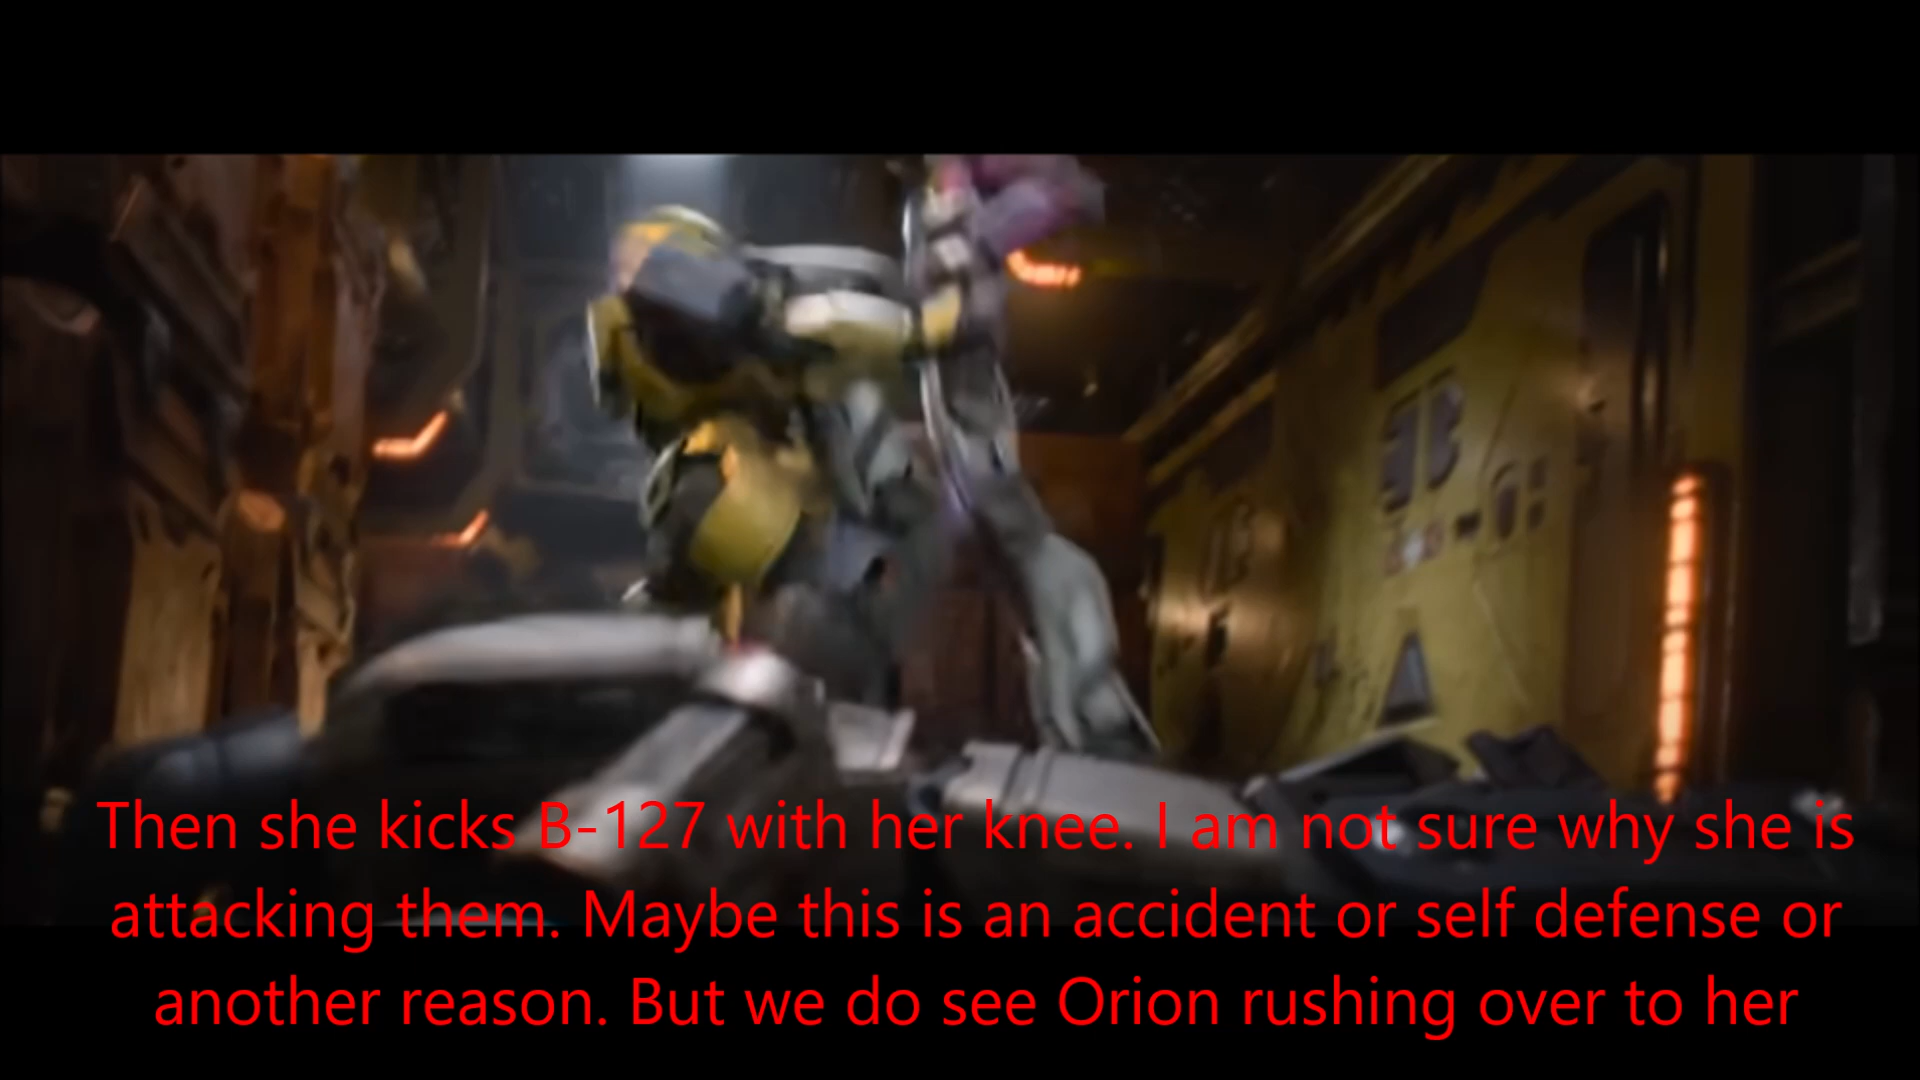 Then she kicks B-127 with her knee. I am not sure why she is
attacking them. Maybe this is an accident or self defense or
another reason. But we do see Orion rushing over to her